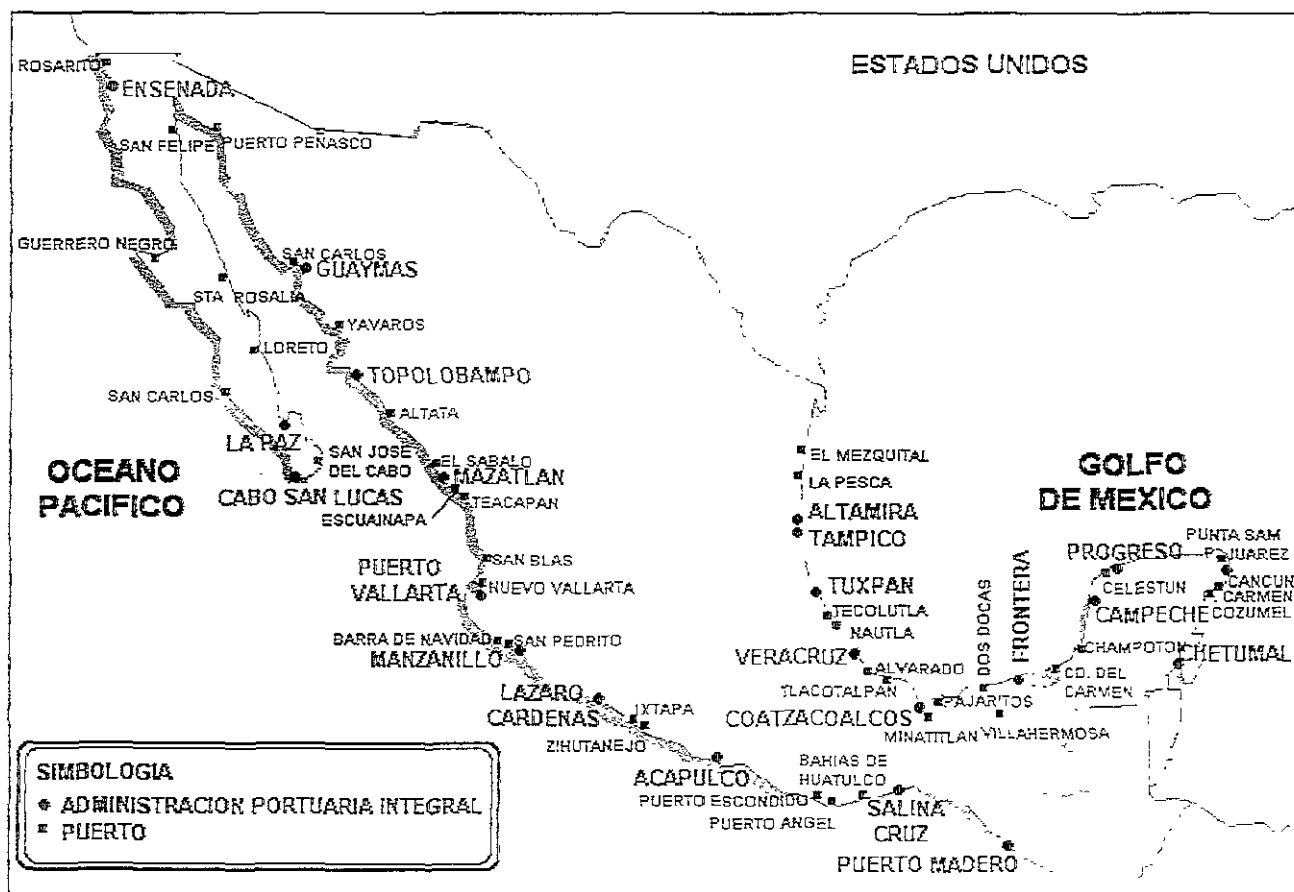 ESTADOS UNIDOS
ROSARITO
ENSENADA
SAN FELIPE
PUERTO PEÑASCO
GUERRERO NEGRO
SAN CARLOS
GUAYMAS
STA ROSALIA
YAVAROS
LORETO
TOPOLOBAMPO
SAN CARLOS
ALTATA
LA PAZ
SAN JOSE
DEL CABO
EL SABALO
MAZATLAN
OCEANO
PACIFICO
CABO SAN LUCAS
ESCUAINAPA
TEACAPAN
EL MEZQUITAL
LA PESCA
GOLFO
DE MEXICO
ALTAMIRA
TAMPICO
SAN BLAS
PUERTO
VALLARTA
NUEVO VALLARTA
TUXPAN
TECOLUTLA
NAUTLA
PROGRESO
PUNTA SAM
P. JUAREZ
CELESTUN
CANCUN
CARMEN
COZUMEL
CAMPECHE
BARRA DE NAVIDAD
SAN PEDRITO
MANZANILLO
VERACRUZ
ALVARADO
TLACOTALPAN
DOS BOCAS
FRONTERA
CHAMPOTON
CHETUMAL
CD. DEL
CARMEN
LAZARO
CARDENAS
IXTAPA
ZIHUTANEJO
COATZACOALCOS
PAJARITOS
MINATITLAN
VILLAHERMOSA
ACAPULCO
BAHIAS DE
HUATULCO
PUERTO ESCONDIDO
PUERTO ANGEL
SALINA
CRUZ
PUERTO MADERO
SIMBOLOGIA
ADMINISTRACION PORTUARIA INTEGRAL
PUERTO